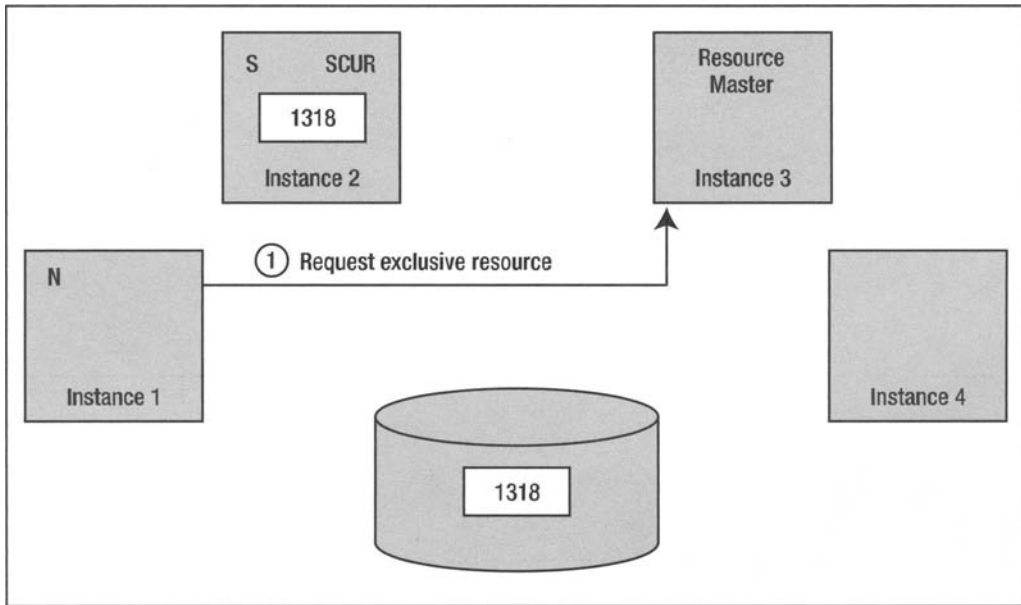 S SCUR
1318
Instance 2
Resource
Master
Instance 3
① Request exclusive resource
N
Instance 1
Instance 4
1318